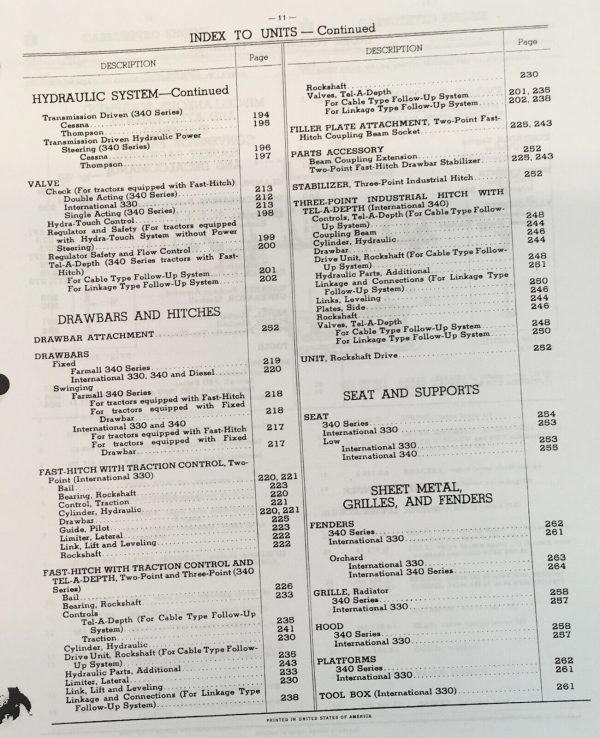 — 11 —
INDEX TO UNITS — Continued
DESCRIPTION Page
HYDRAULIC SYSTEM—Continued
Transmission Driven (340 Series)
Cessna 194
Thompson 195
Transmission Driven Hydraulic Power
Steering (340 Series)
Cessna 196
Thompson 197
VALVE
Check (For tractors equipped with Fast-Hitch)
Double Acting (340 Series) 213
International 330 212
Single Acting (340 Series) 213
Hydra-Touch Control 198
Regulator and Safety (For tractors equipped
with Hydra-Touch System without Power
Steering) 199
Regulator Safety and Flow Control 200
Tel-A-Depth (340 Series tractors with Fast-
Hitch)
For Cable Type Follow-Up System 201
For Linkage Type Follow-Up System 202
DRAWBARS AND HITCHES
DRAWBAR ATTACHMENT 252
DRAWBARS
Fixed
Farmall 340 Series 219
International 330, 340 and Diesel 220
Swinging
Farmall 340 Series
For tractors equipped with Fast-Hitch 218
For tractors equipped with Fixed
Drawbar 218
International 330 and 340
For tractors equipped with Fast-Hitch 217
For tractors equipped with Fixed
Drawbar 217
FAST-HITCH WITH TRACTION CONTROL, Two-
Point (International 330)
Bail 220, 221
Bearing, Rockshaft 223
Control, Traction 220
Cylinder, Hydraulic 221
Drawbar 220, 221
Guide, Pilot 225
Limiter, Lateral 223
Link, Lift and Leveling 222
Rockshaft 222
FAST-HITCH WITH TRACTION CONTROL AND
TEL-A-DEPTH, Two-Point and Three-Point (340
Series)
Bail 226
Bearing, Rockshaft 233
Controls
Tel-A-Depth (For Cable Type Follow-Up
System) 235
Traction 241
Cylinder, Hydraulic 230
Drive Unit, Rockshaft (For Cable Type Follow-
Up System) 235
Hydraulic Parts, Additional 243
Limiter, Lateral 233
Link, Lift and Leveling 230
Linkage and Connections (For Linkage Type
Follow-Up System) 238
DESCRIPTION Page
Rockshaft 230
Valves, Tel-A-Depth
For Cable Type Follow-Up System 201, 235
For Linkage Type Follow-Up System 202, 238
FILLER PLATE ATTACHMENT, Two-Point Fast-
Hitch Coupling Beam Socket 225, 243
PARTS ACCESSORY
Beam Coupling Extension 252
Two-Point Fast-Hitch Drawbar Stabilizer 225, 243
STABILIZER, Three-Point Industrial Hitch 252
THREE-POINT INDUSTRIAL HITCH WITH
TEL-A-DEPTH (International 340)
Controls, Tel-A-Depth (For Cable Type Follow-
Up System) 248
Coupling Beam 244
Cylinder, Hydraulic 246
Drawbar 244
Drive Unit, Rockshaft (For Cable Type Follow-
Up System) 248
Hydraulic Parts, Additional 251
Linkage and Connections (For Linkage Type
Follow-Up System) 250
Links, Leveling 246
Plates, Side 244
Rockshaft 246
Valves, Tel-A-Depth
For Cable Type Follow-Up System 248
For Linkage Type Follow-Up System 250
UNIT, Rockshaft Drive 252
SEAT AND SUPPORTS
SEAT
340 Series 254
International 330 253
Low
International 330 253
International 340 255
SHEET METAL,
GRILLES, AND FENDERS
FENDERS
340 Series 262
International 330 261
Orchard
International 330 263
International 340 Series 264
GRILLE, Radiator
340 Series 258
International 330 257
HOOD
340 Series 258
International 330 257
PLATFORMS
340 Series 262
International 330 261
TOOL BOX (International 330) 261
PRINTED IN UNITED STATES OF AMERICA